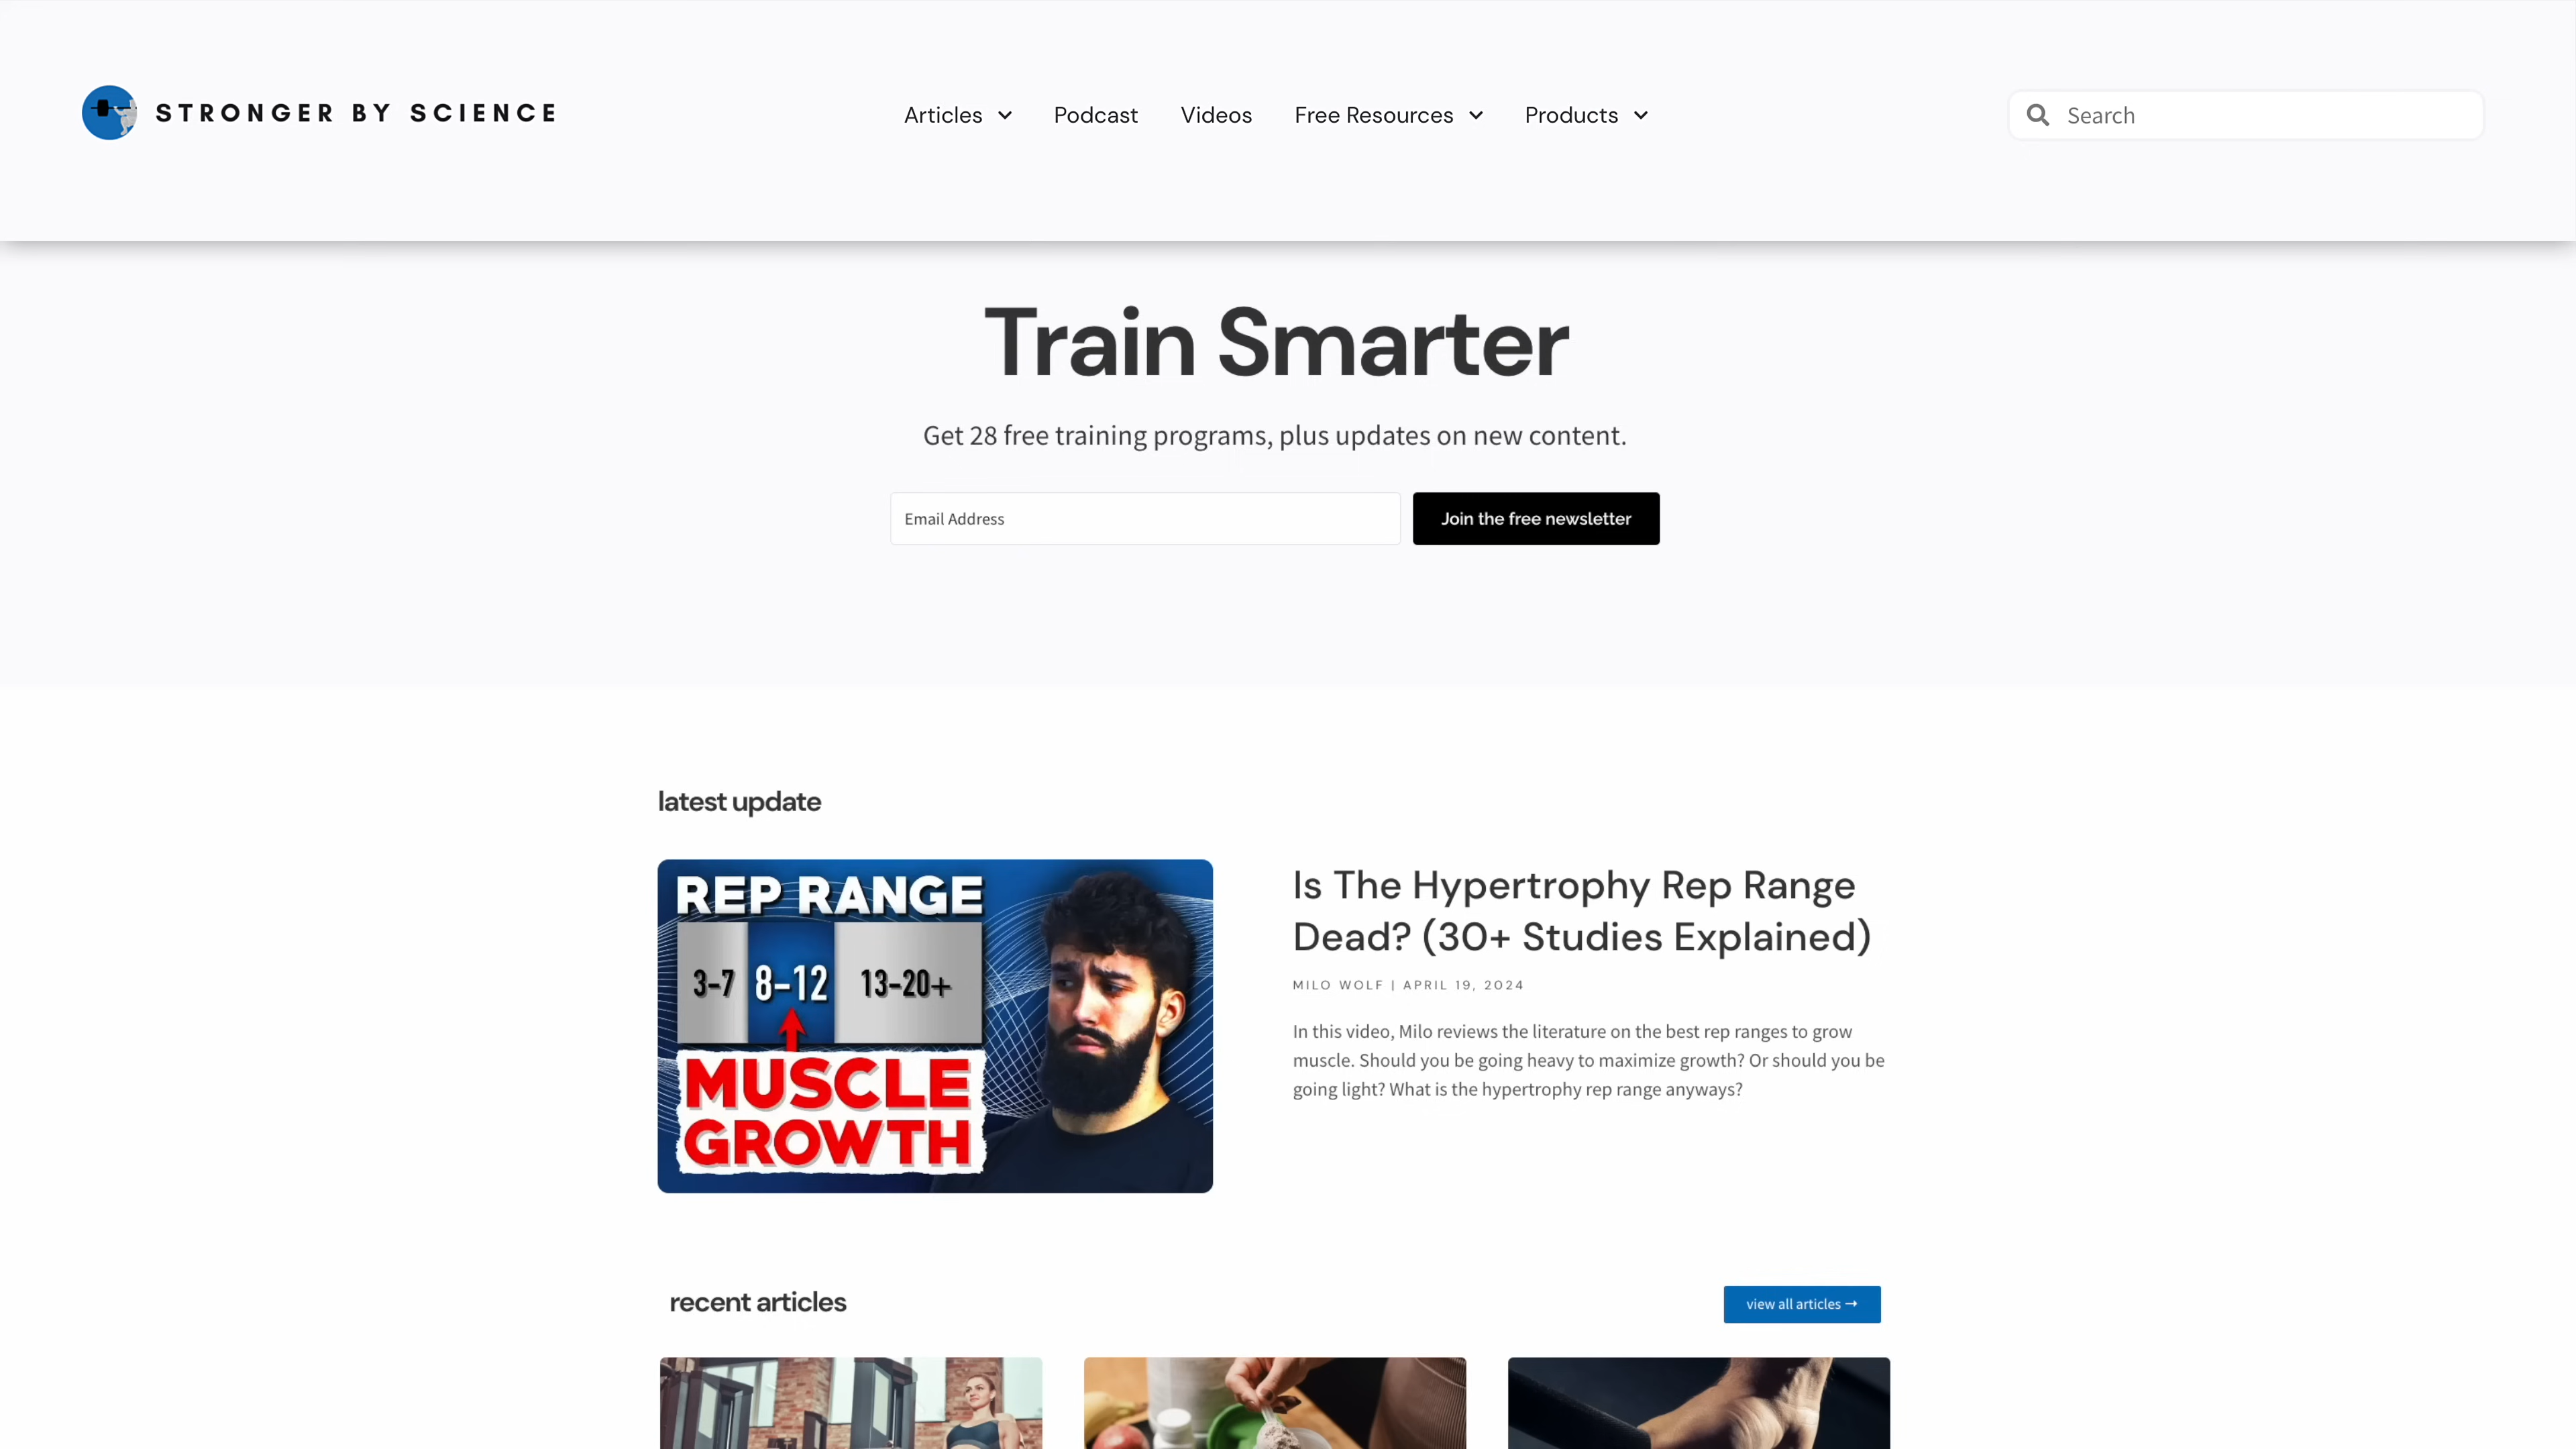 STRONGER BY SCIENCE
Articles
Podcast
Videos
Free Resources
Products
Search
Train Smarter
Get 28 free training programs, plus updates on new content.
Email Address
Join the free newsletter
latest update
REP RANGE
3-7
8-12
13-20+
MUSCLE
GROWTH
Is The Hypertrophy Rep Range
Dead? (30+ Studies Explained)
MILO WOLF | APRIL 19, 2024
In this video, Milo reviews the literature on the best rep ranges to grow
muscle. Should you be going heavy to maximize growth? Or should you be
going light? What is the hypertrophy rep range anyways?
recent articles
view all articles →